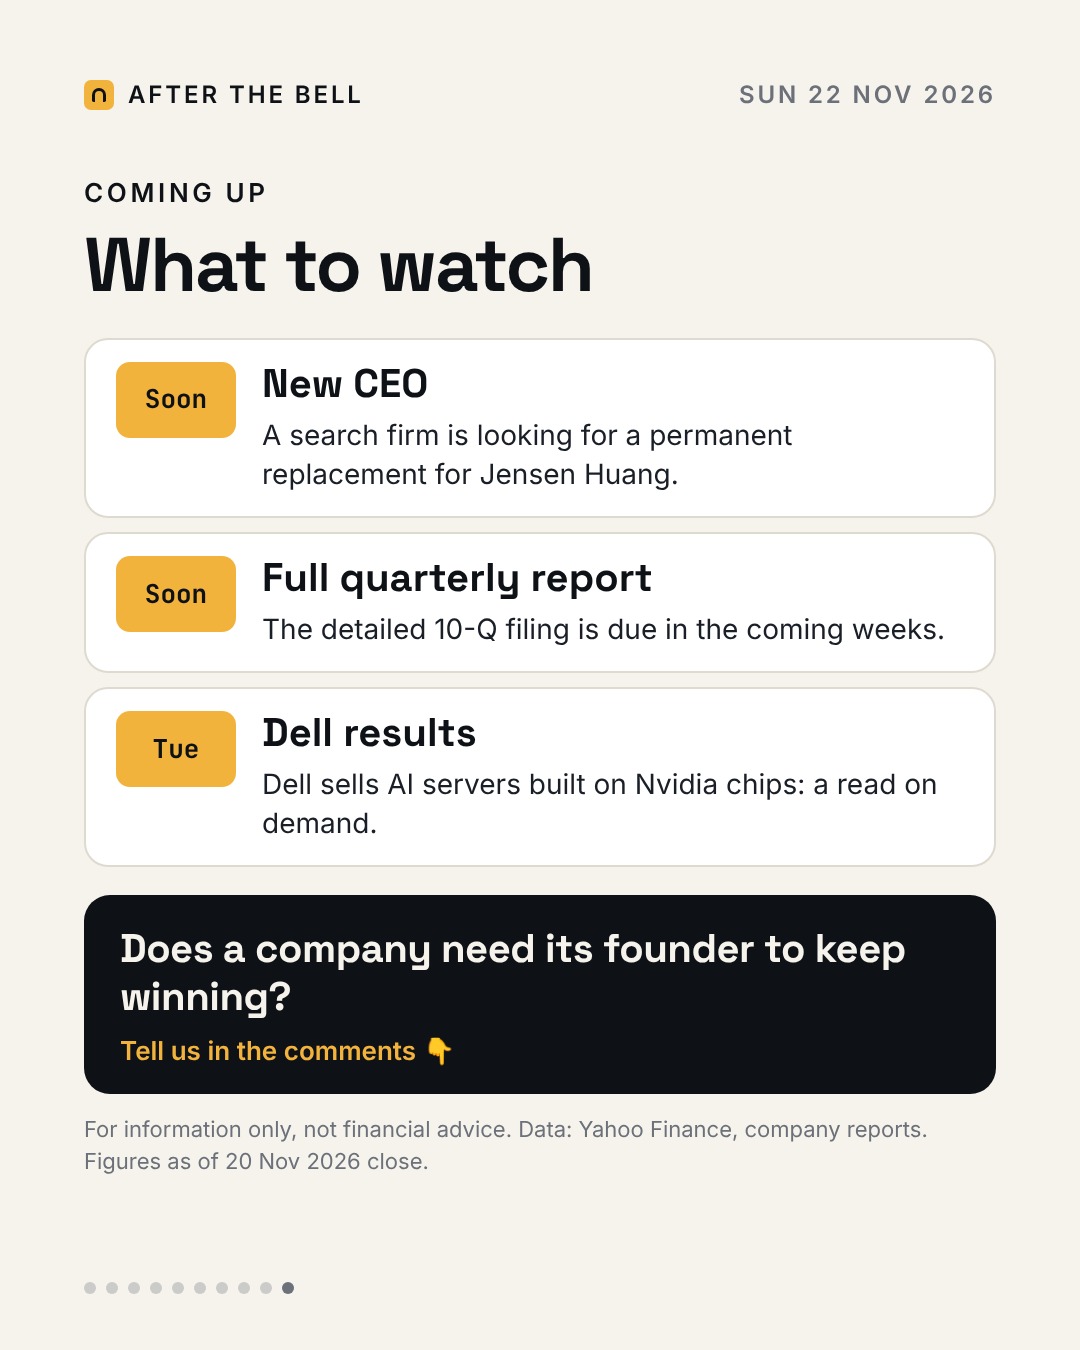 AFTER THE BELL
SUN 22 NOV 2026
COMING UP
What to watch
Soon
New CEO
A search firm is looking for a permanent
replacement for Jensen Huang.
Soon
Full quarterly report
The detailed 10-Q filing is due in the coming weeks.
Tue
Dell results
Dell sells AI servers built on Nvidia chips: a read on
demand.
Does a company need its founder to keep
winning?
Tell us in the comments 👇
For information only, not financial advice. Data: Yahoo Finance, company reports.
Figures as of 20 Nov 2026 close.